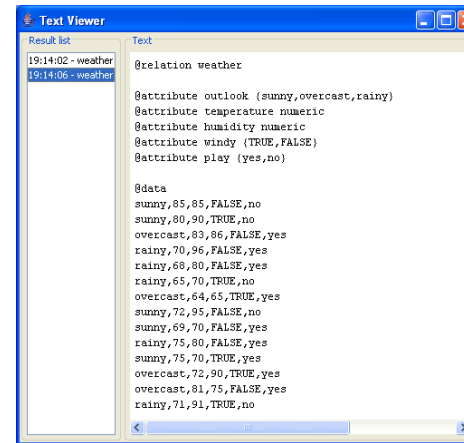 Text Viewer
Result list
19:14:02 - weather
19:14:06 - weather
Text
@relation weather
@attribute outlook {sunny,overcast,rainy}
@attribute temperature numeric
@attribute humidity numeric
@attribute windy {TRUE,FALSE}
@attribute play {yes,no}
@data
sunny,85,85,FALSE,no
sunny,80,90,TRUE,no
overcast,83,86,FALSE,yes
rainy,70,96,FALSE,yes
rainy,68,80,FALSE,yes
rainy,65,70,TRUE,no
overcast,64,65,TRUE,yes
sunny,72,95,FALSE,no
sunny,69,70,FALSE,yes
rainy,75,80,FALSE,yes
sunny,75,70,TRUE,yes
overcast,72,90,TRUE,yes
overcast,81,75,FALSE,yes
rainy,71,91,TRUE,no